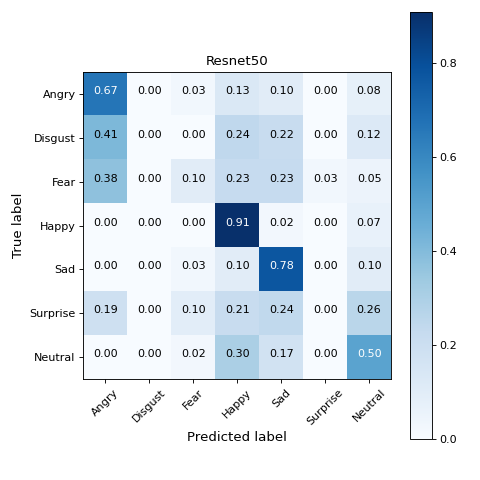 Resnet50
True label
Angry 0.67 0.00 0.03 0.13 0.10 0.00 0.08
Disgust 0.41 0.00 0.00 0.24 0.22 0.00 0.12
Fear 0.38 0.00 0.10 0.23 0.23 0.03 0.05
Happy 0.00 0.00 0.00 0.91 0.02 0.00 0.07
Sad 0.00 0.00 0.03 0.10 0.78 0.00 0.10
Surprise 0.19 0.00 0.10 0.21 0.24 0.00 0.26
Neutral 0.00 0.00 0.02 0.30 0.17 0.00 0.50
Angry Disgust Fear Happy Sad Surprise Neutral
Predicted label
0.8
0.6
0.4
0.2
0.0